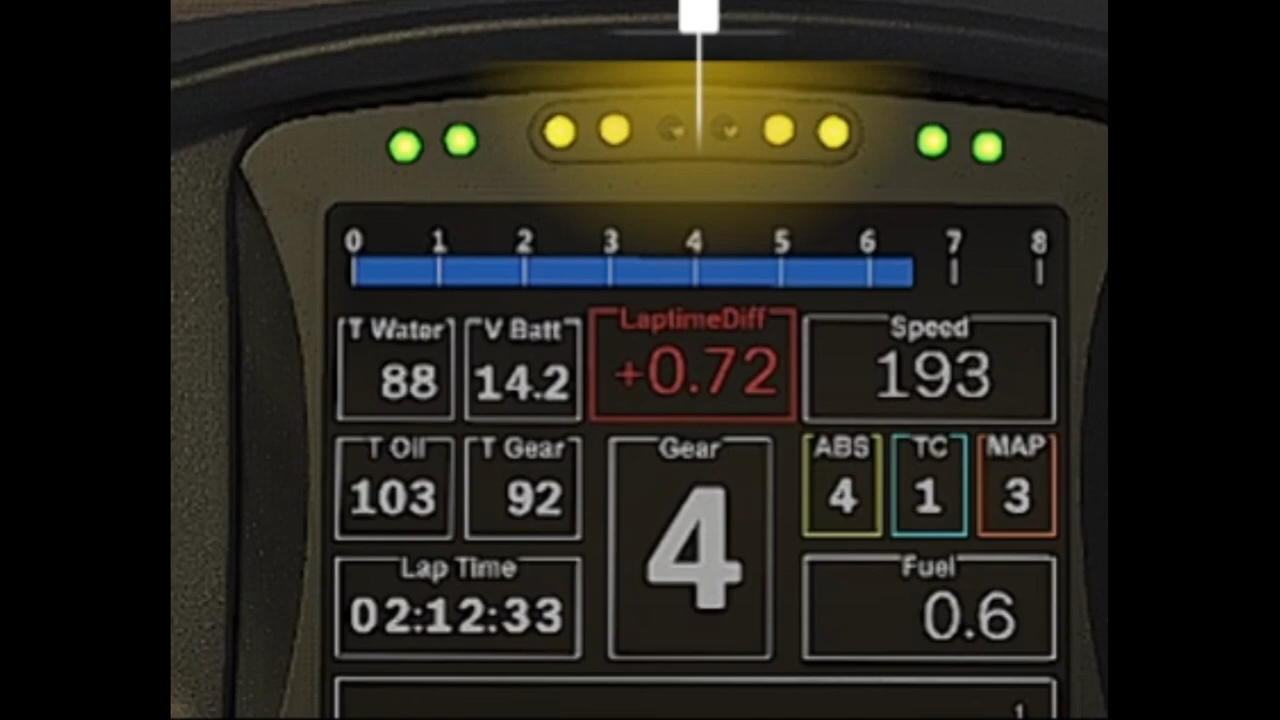 0 1 2 3 4 5 6 7 8
T Water V Batt LaptimeDiff Speed
88 14.2 +0.72 193
T Oil T Gear Gear ABS TC MAP
103 92 4 4 1 3
Lap Time Fuel
02:12:33 0.6
1